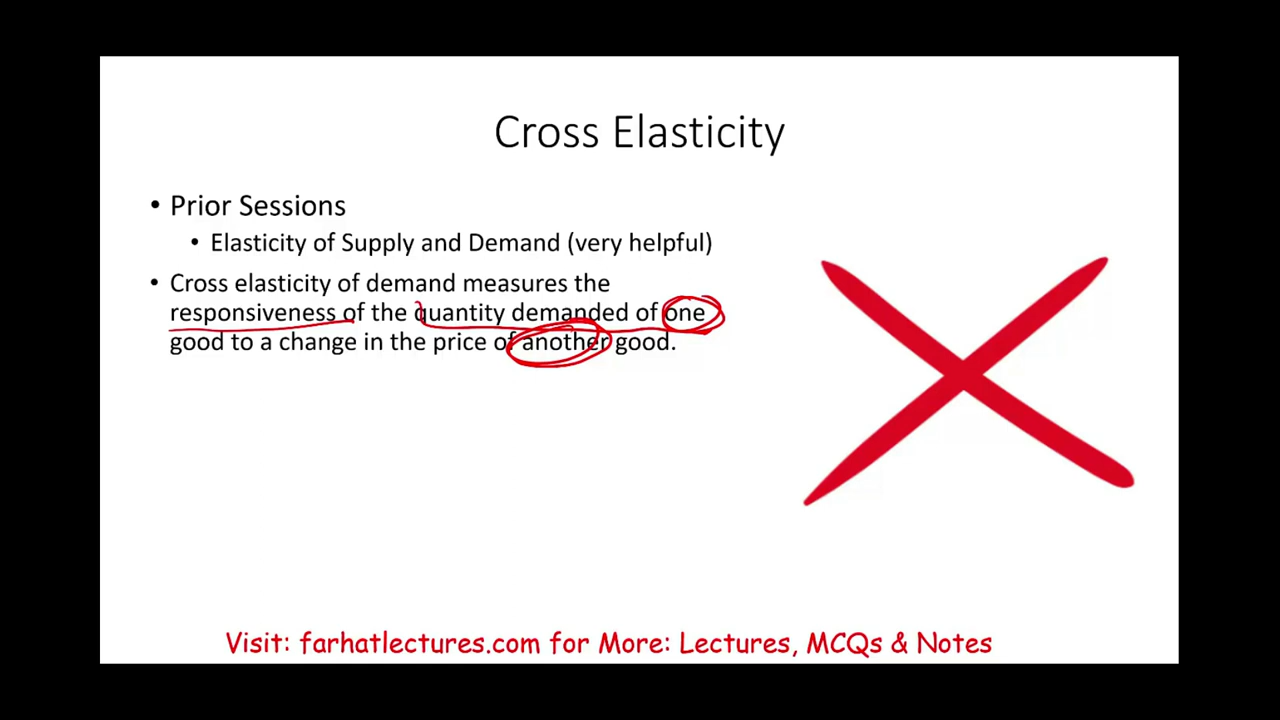 Cross Elasticity
• Prior Sessions
• Elasticity of Supply and Demand (very helpful)
• Cross elasticity of demand measures the
responsiveness of the quantity demanded of one
good to a change in the price of another good.
Visit: farhatlectures.com for More: Lectures, MCQs & Notes